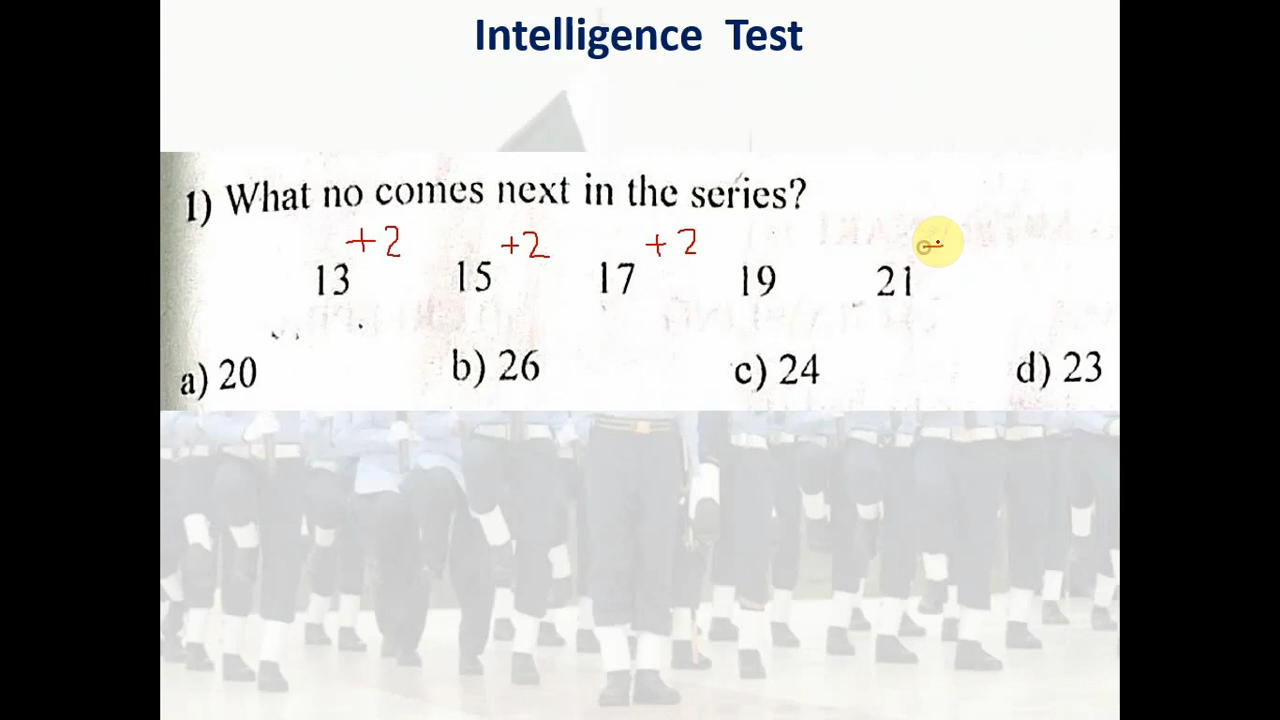 Intelligence Test
1) What no comes next in the series?
+2 +2 +2
13 15 17 19 21
a) 20 b) 26 c) 24 d) 23